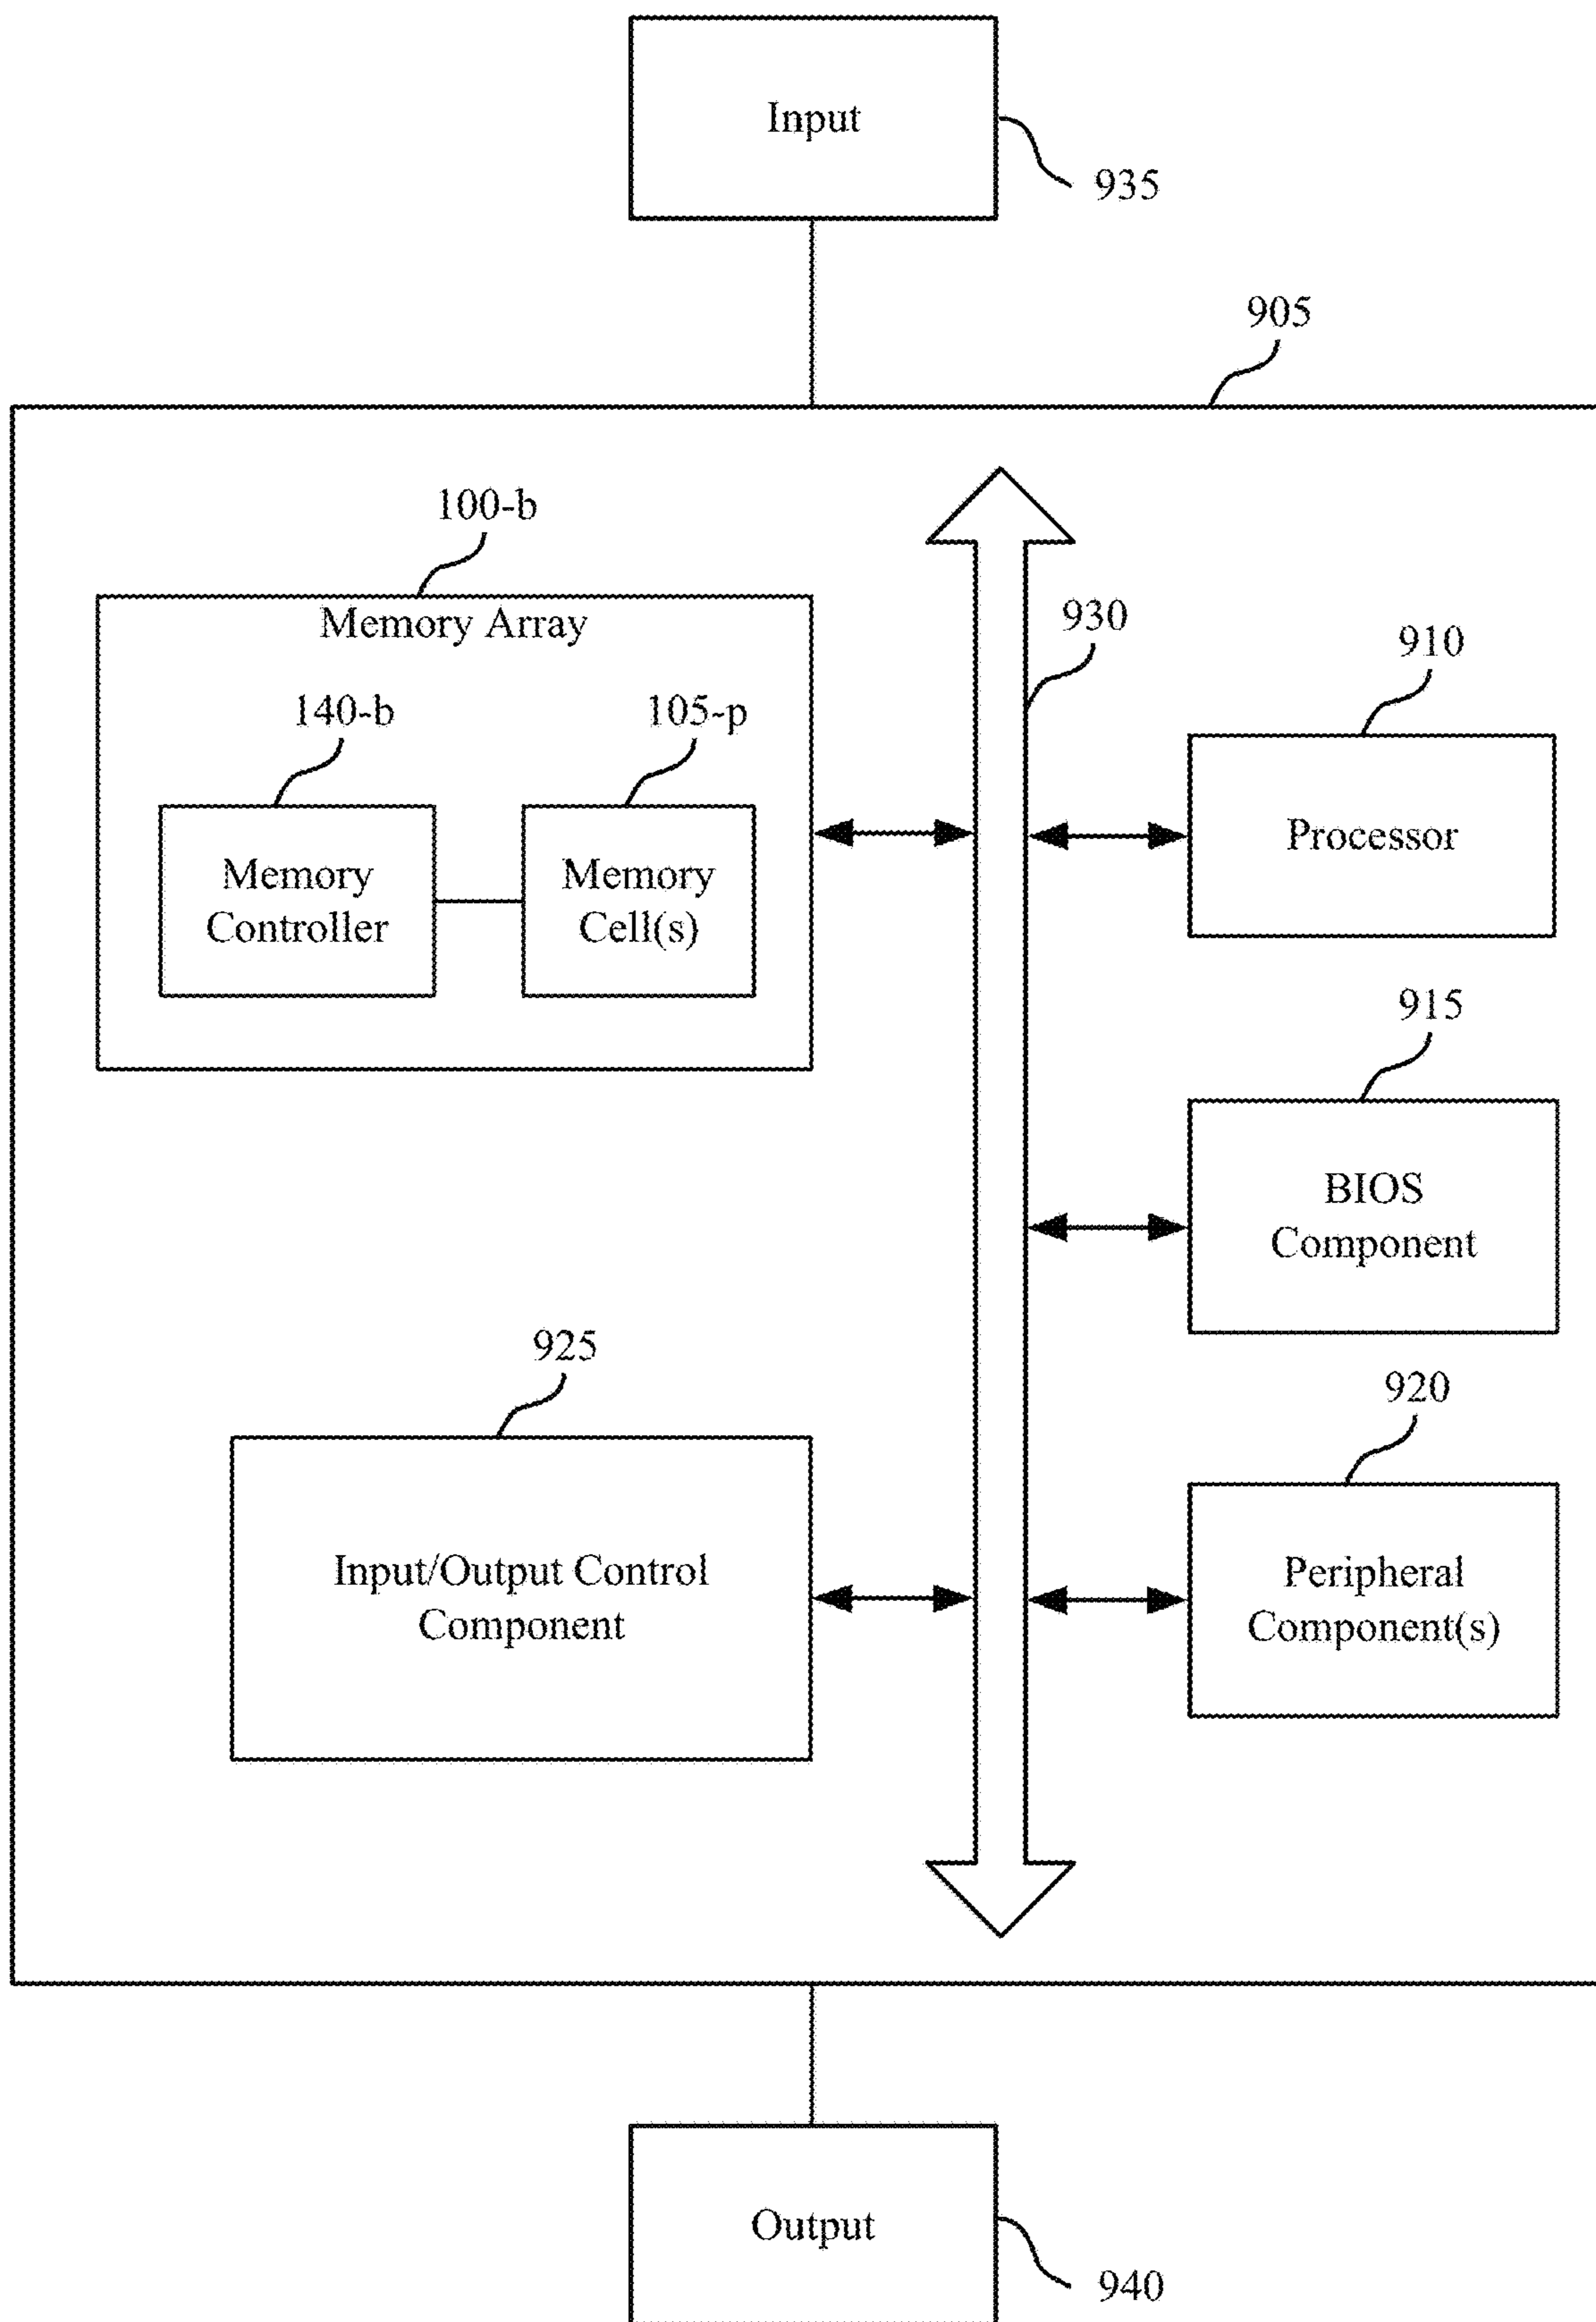 Input
935
905
100-b
Memory Array
930
910
140-b
105-p
Processor
Memory
Controller
Memory
Cell(s)
915
BIOS
Component
925
920
Input/Output Control
Component
Peripheral
Component(s)
Output
940